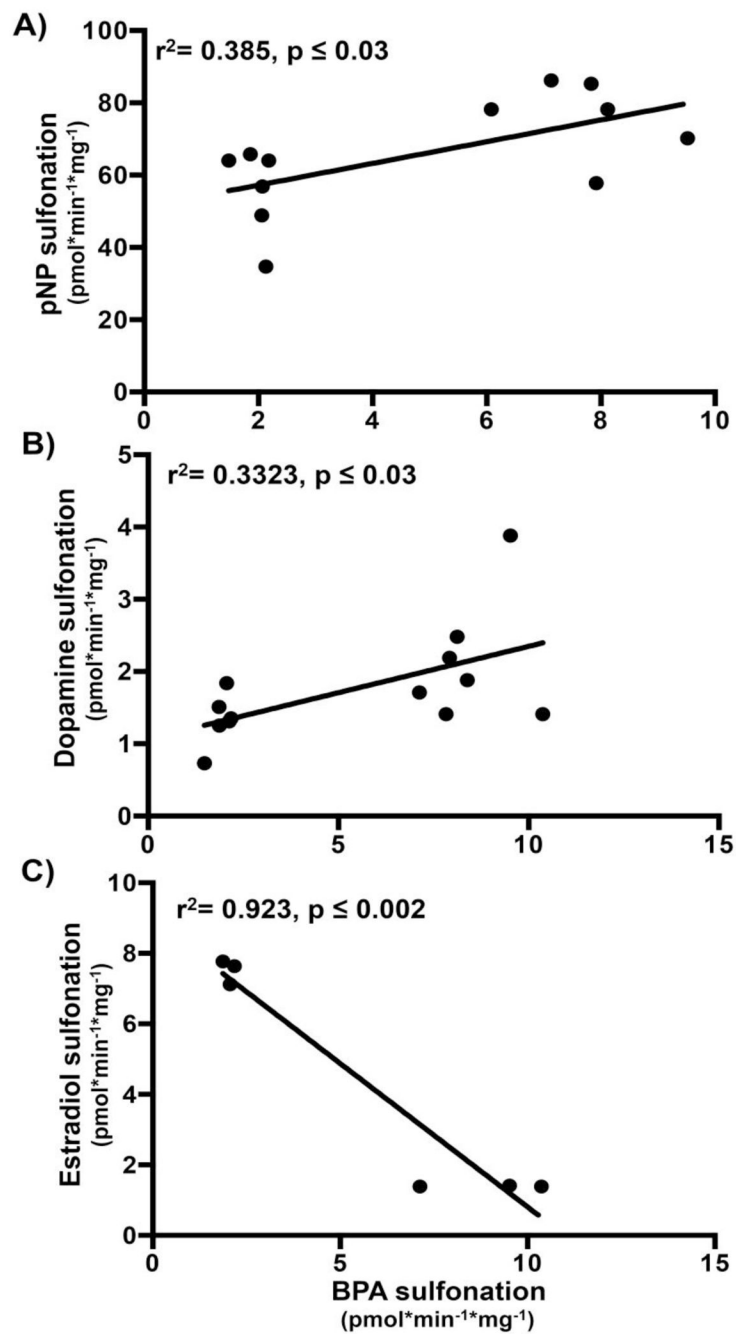 A)
r²= 0.385, p ≤ 0.03
pNP sulfonation
(pmol*min⁻¹*mg⁻¹)
100
80
60
40
20
0
0 2 4 6 8 10
B)
r²= 0.3323, p ≤ 0.03
Dopamine sulfonation
(pmol*min⁻¹*mg⁻¹)
5
4
3
2
1
0
0 5 10 15
C)
r²= 0.923, p ≤ 0.002
Estradiol sulfonation
(pmol*min⁻¹*mg⁻¹)
10
8
6
4
2
0
0 5 10 15
BPA sulfonation
(pmol*min⁻¹*mg⁻¹)